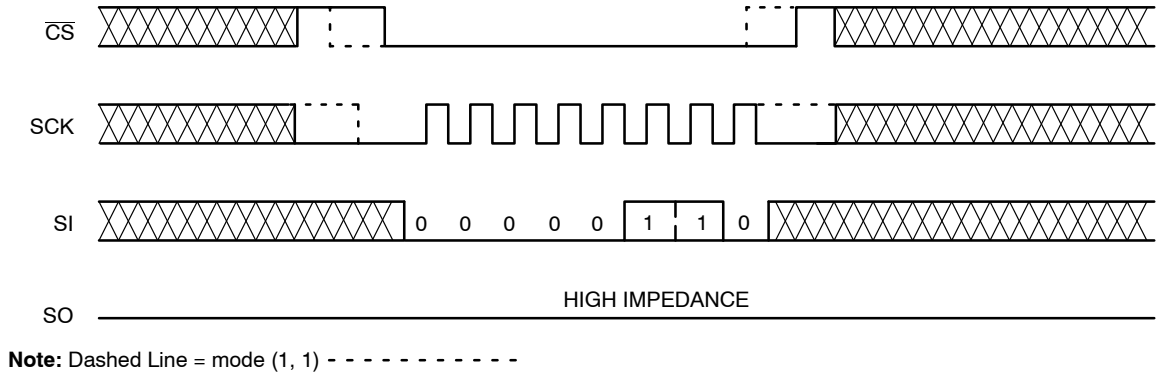 CS
SCK
SI 0 0 0 0 0 1 1 0
HIGH IMPEDANCE
SO
Note: Dashed Line = mode (1, 1)